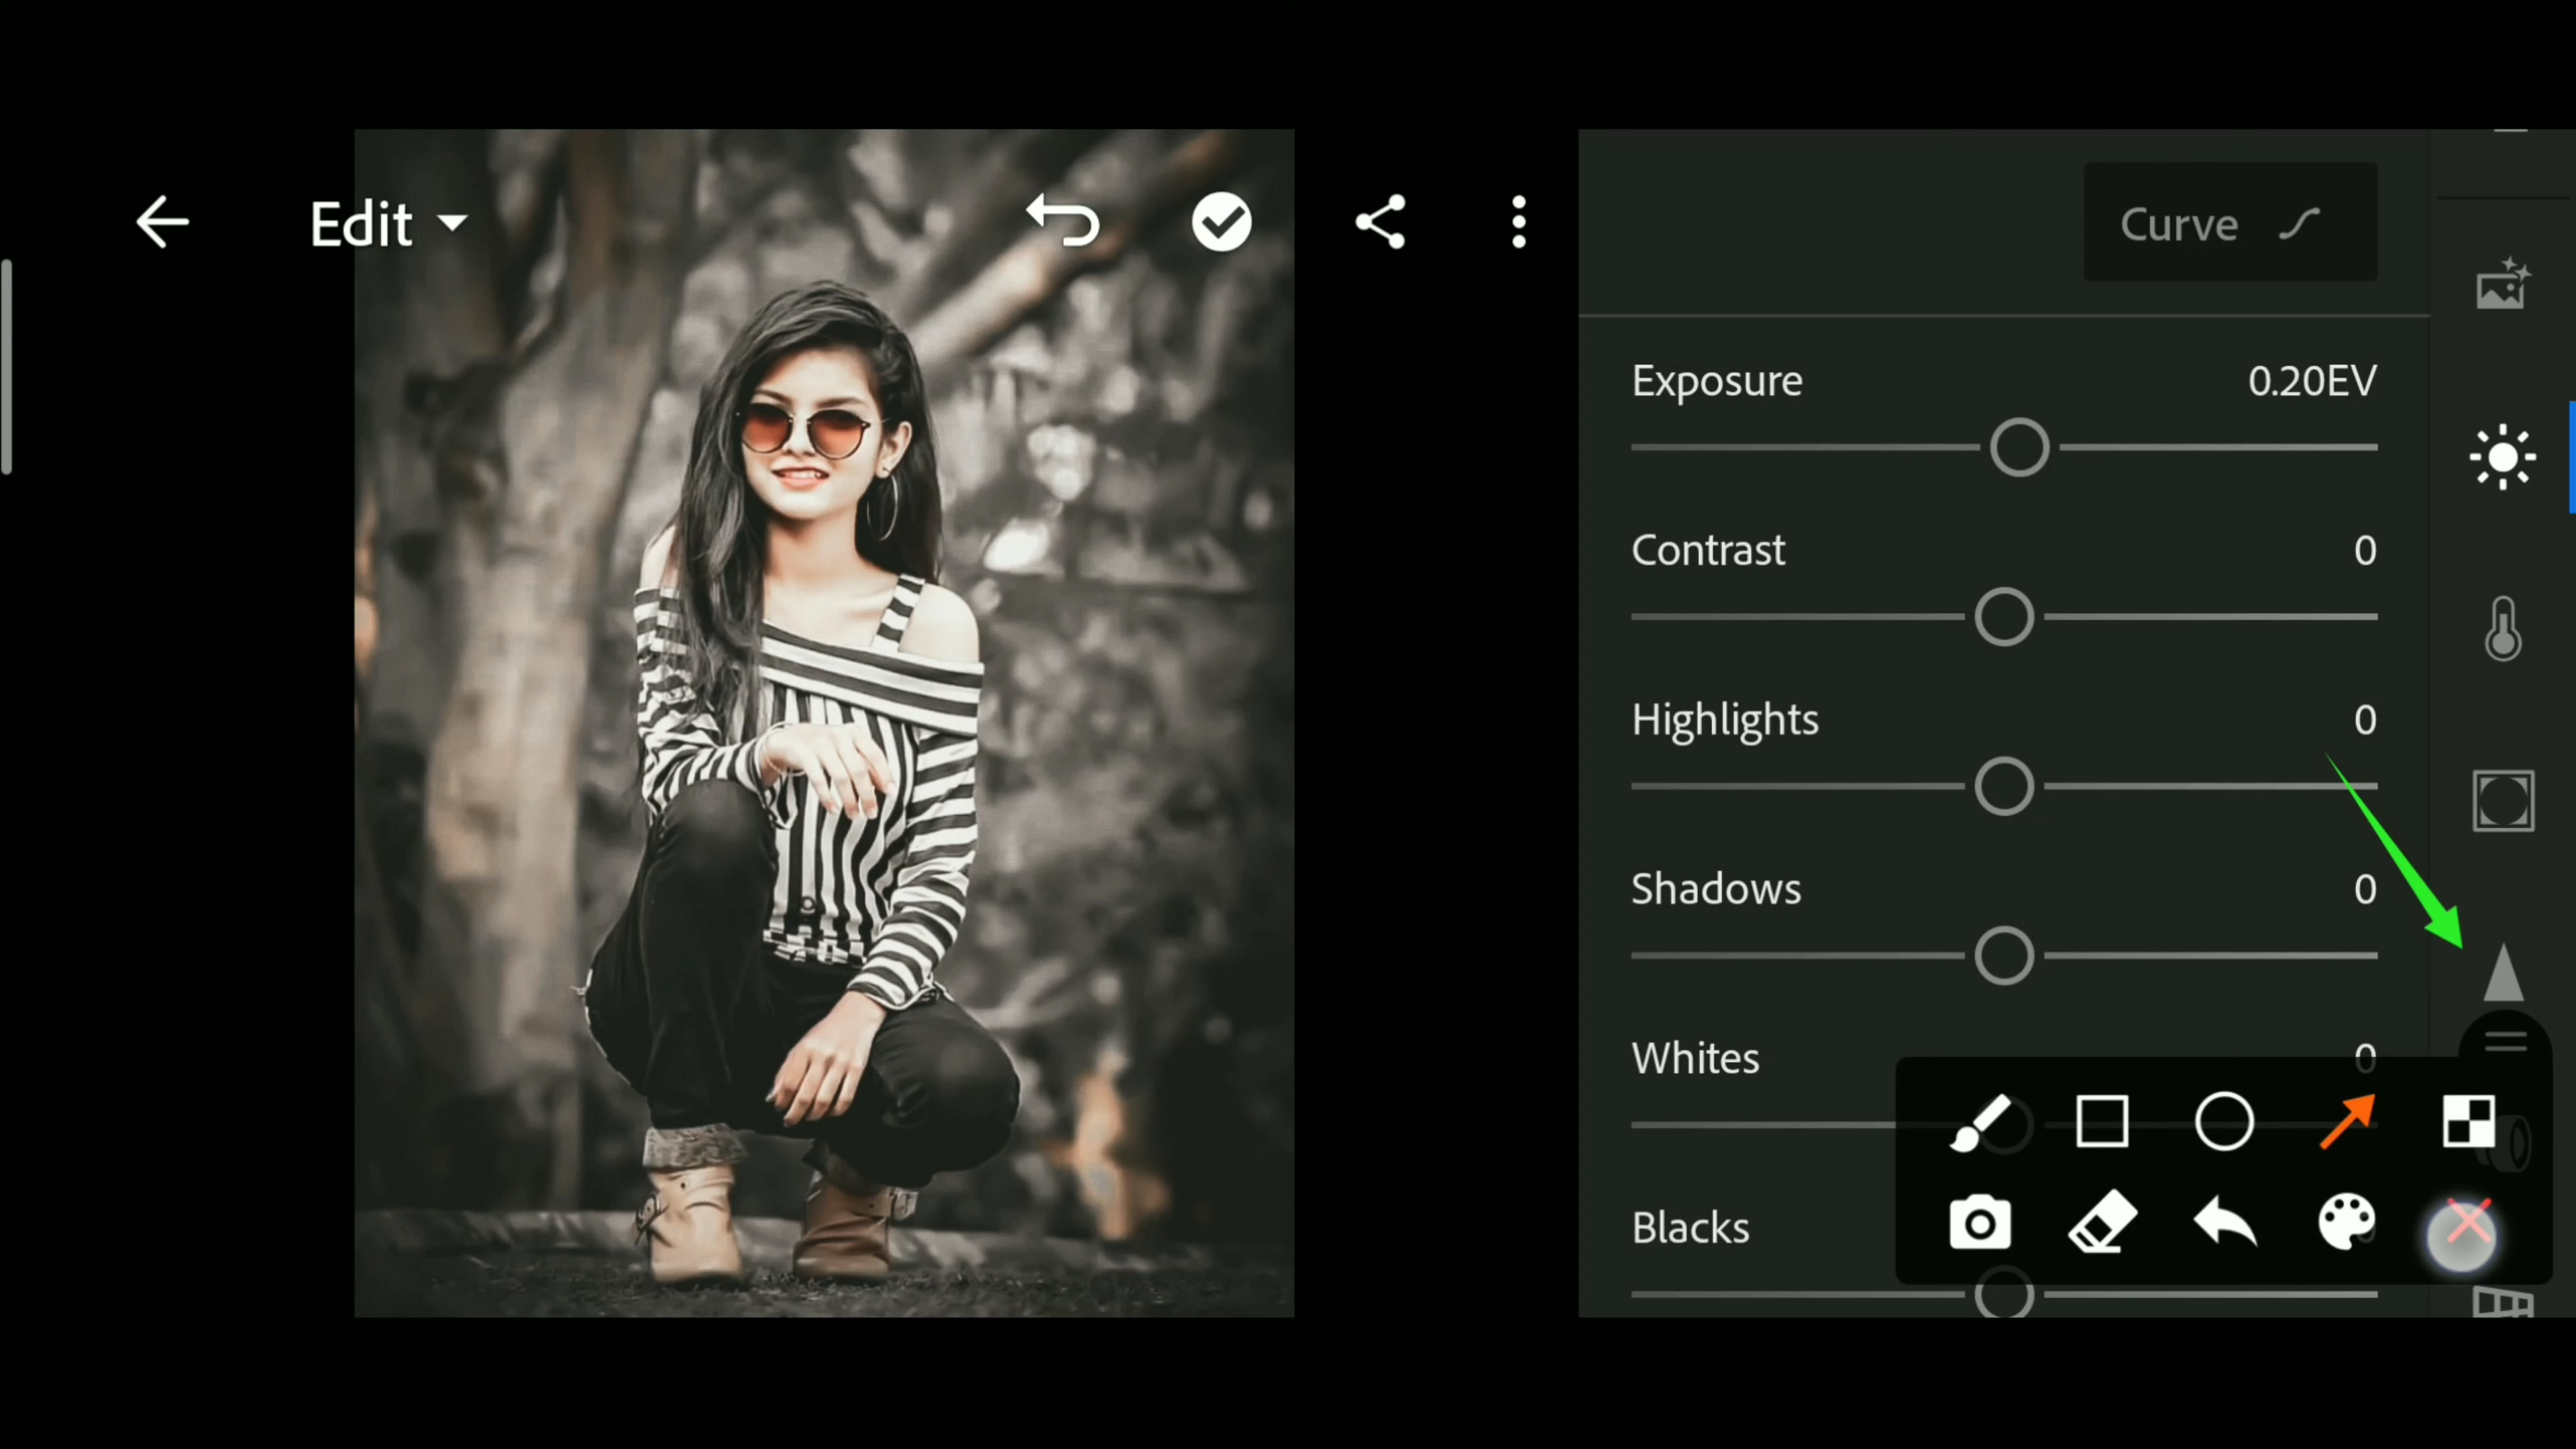 Edit
Curve
Exposure 0.20EV
Contrast 0
Highlights 0
Shadows 0
Whites 0
Blacks